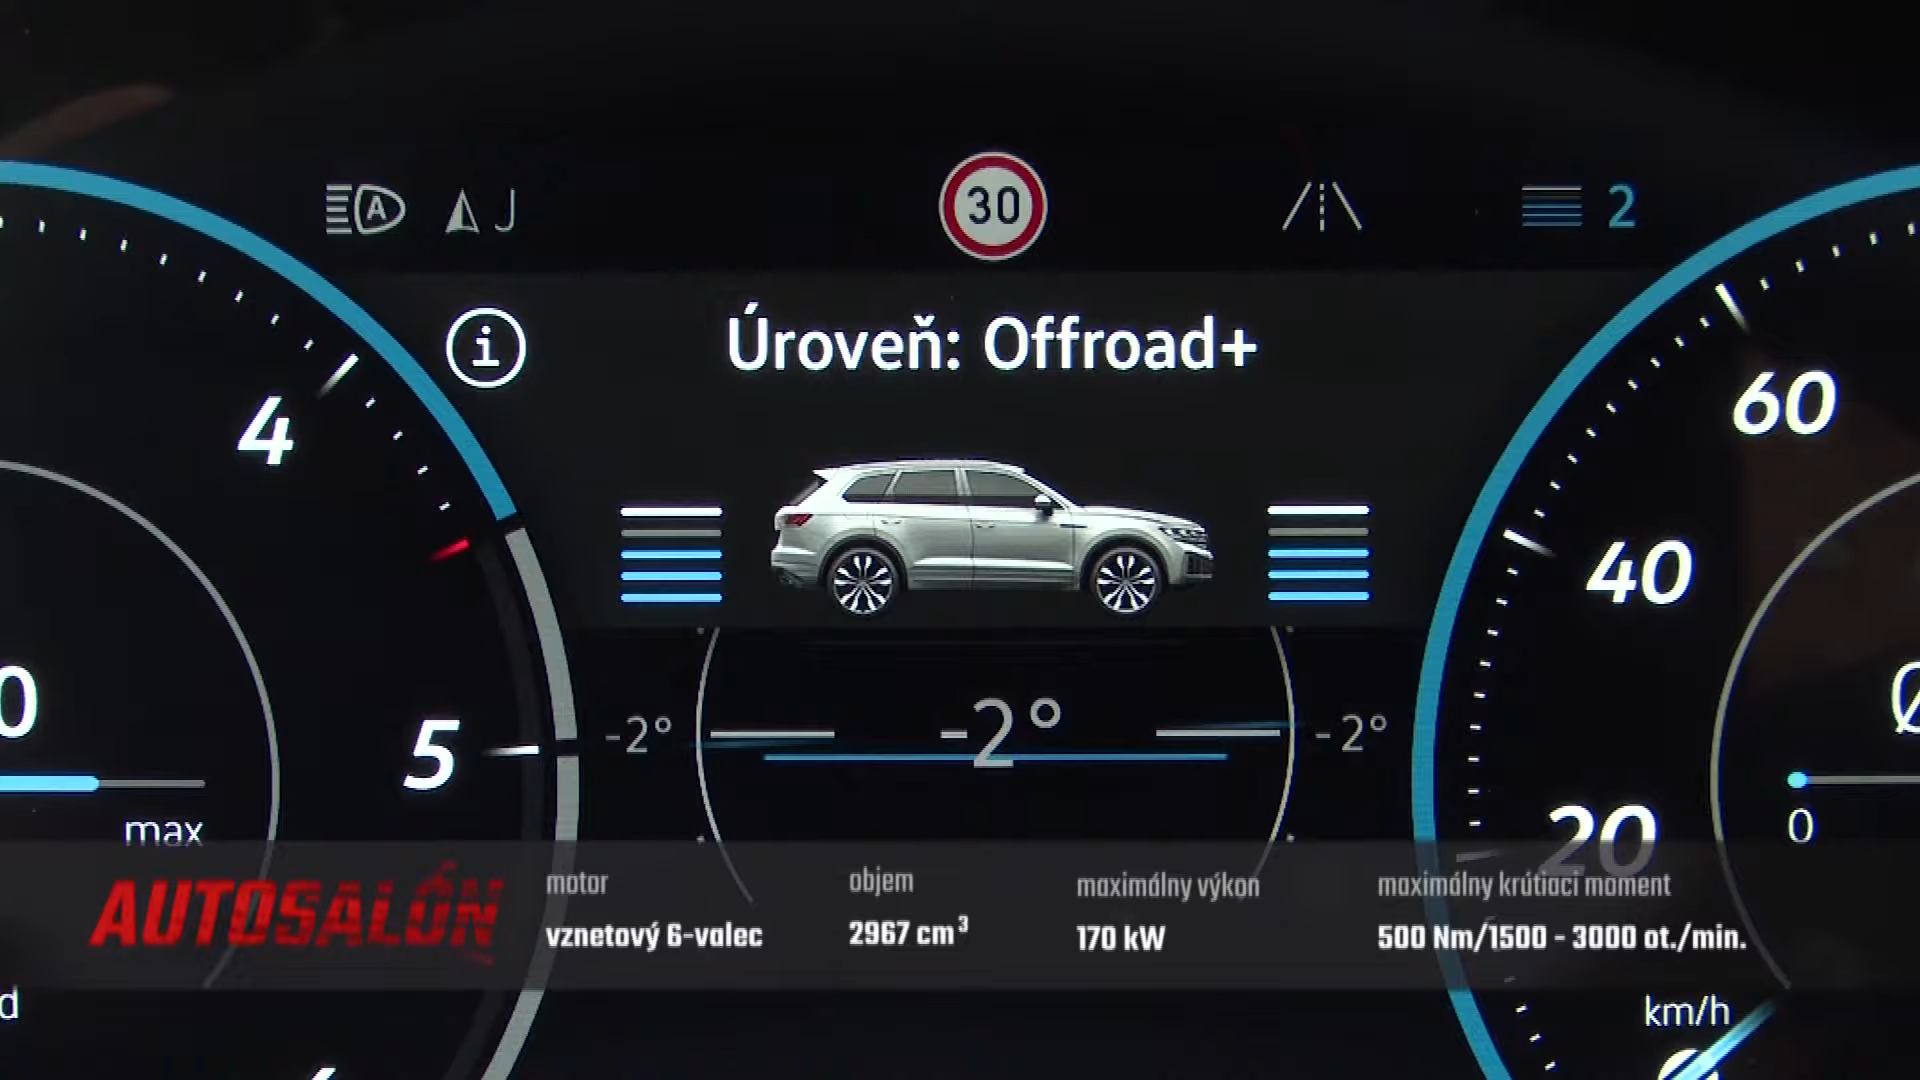 A
J
30
2
i
Úroveň: Offroad+
4
60
40
-2°
-2°
-2°
5
20
max
0
AUTOSALÓN
motor
vznetový 6-valec
objem
2967 cm³
maximálny výkon
170 kW
maximálny krútiaci moment
500 Nm/1500 - 3000 ot./min.
km/h